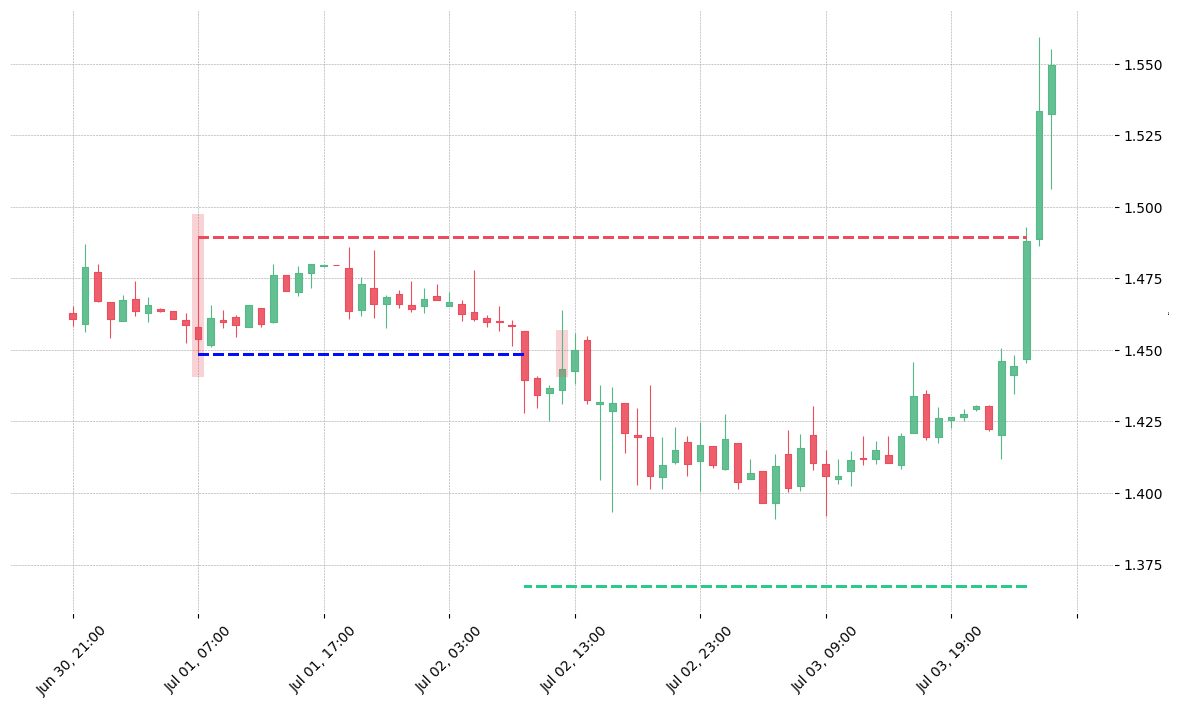 1.550
1.525
1.500
1.475
1.450
1.425
1.400
1.375
Jun 30, 21:00
Jul 01, 07:00
Jul 01, 17:00
Jul 02, 03:00
Jul 02, 13:00
Jul 02, 23:00
Jul 03, 09:00
Jul 03, 19:00